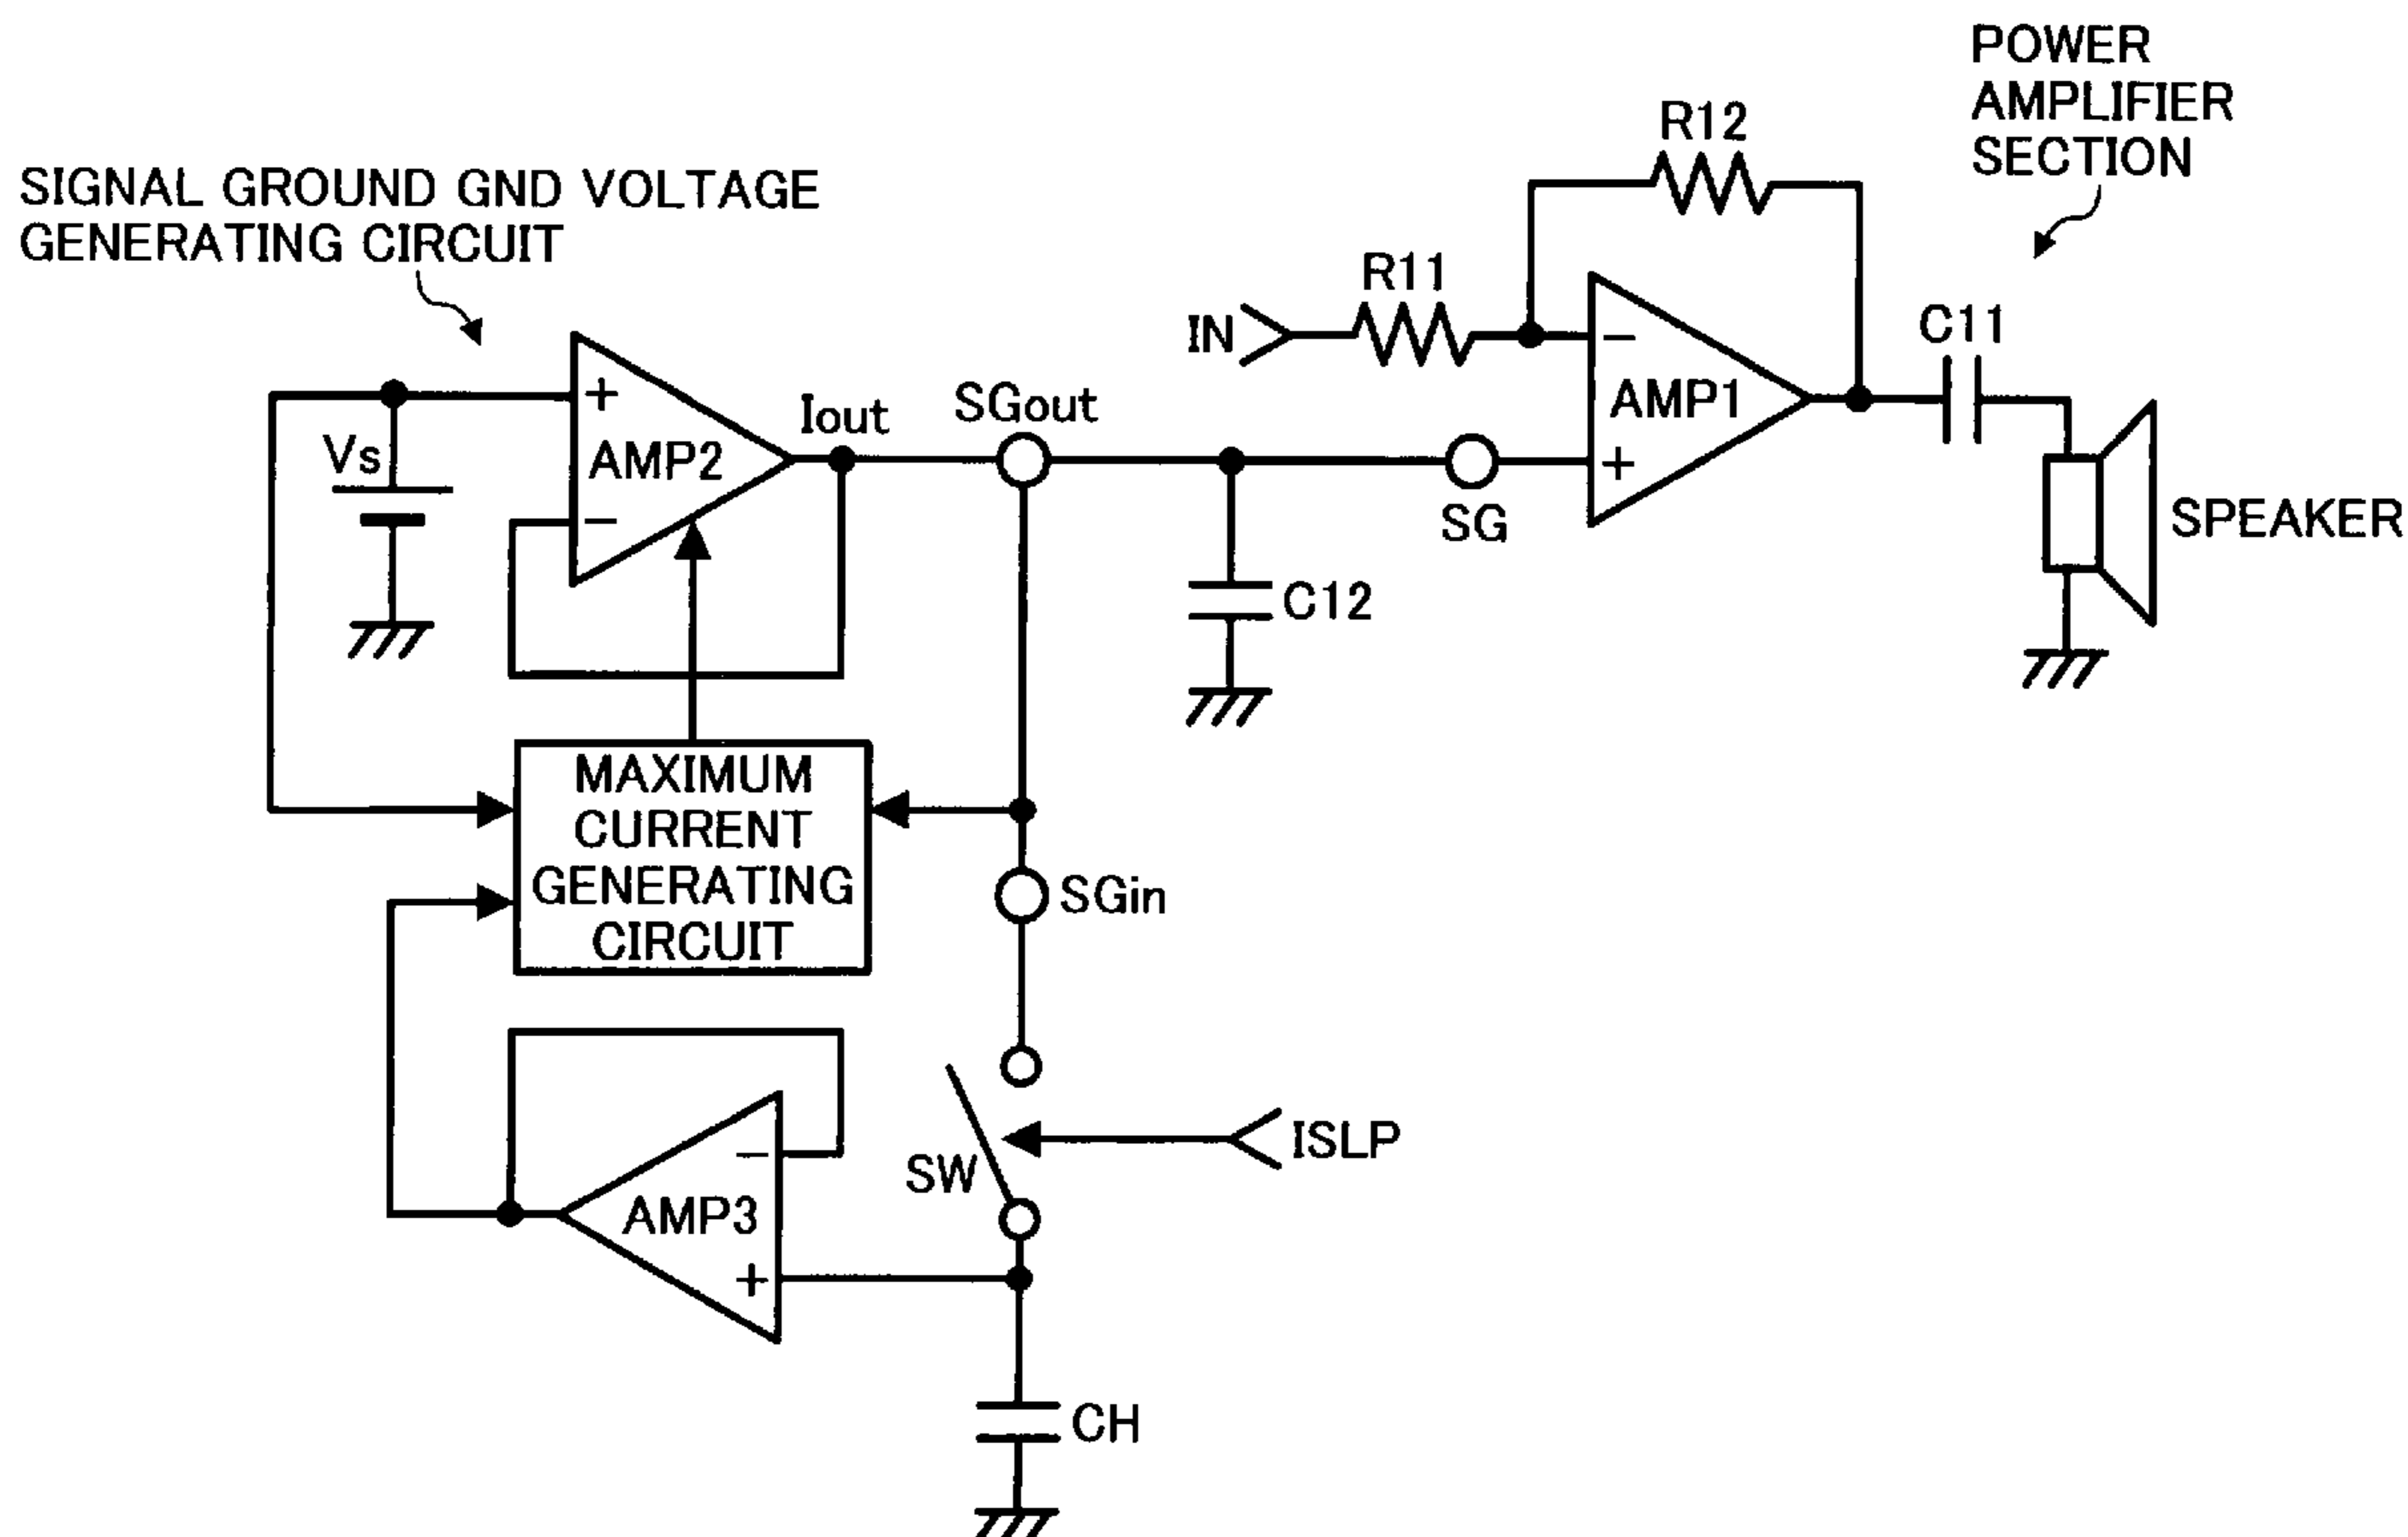 POWER
AMPLIFIER
SECTION
R12
SIGNAL GROUND GND VOLTAGE
GENERATING CIRCUIT
R11
IN
C11
−
AMP1
+
SG
SPEAKER
+
Vs
AMP2
−
Iout
SGout
C12
MAXIMUM
CURRENT
GENERATING
CIRCUIT
SGin
ISLP
SW
−
AMP3
+
CH